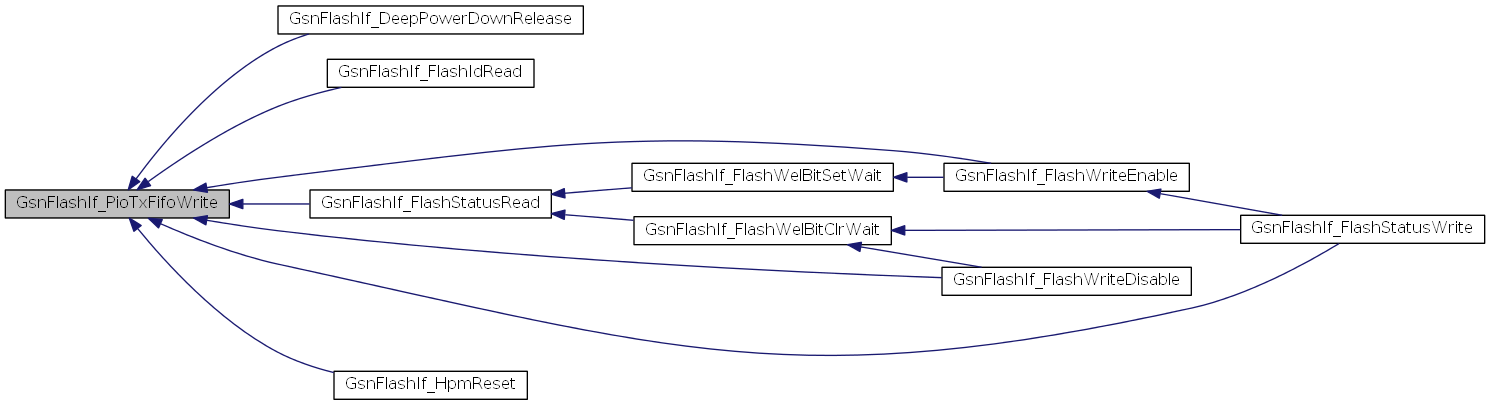 GsnFlashIf_DeepPowerDownRelease
GsnFlashIf_FlashIdRead
GsnFlashIf_FlashWelBitSetWait
GsnFlashIf_FlashWriteEnable
GsnFlashIf_PioTxFifoWrite
GsnFlashIf_FlashStatusRead
GsnFlashIf_FlashWelBitClrWait
GsnFlashIf_FlashStatusWrite
GsnFlashIf_FlashWriteDisable
GsnFlashIf_HpmReset